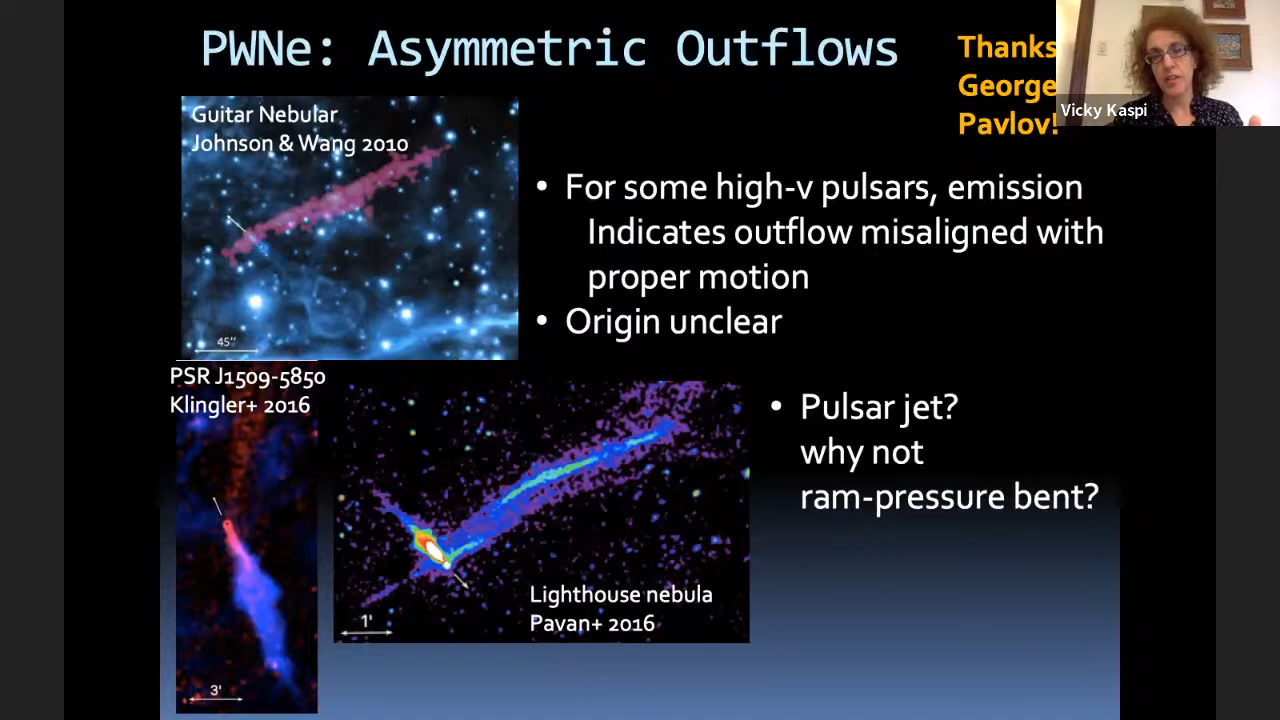 PWNe: Asymmetric Outflows
Thanks
George
Pavlov!
Vicky Kaspi
Guitar Nebular
Johnson & Wang 2010
45"
• For some high-v pulsars, emission
Indicates outflow misaligned with
proper motion
• Origin unclear
PSR J1509-5850
Klingler+ 2016
3'
Lighthouse nebula
Pavan+ 2016
1'
• Pulsar jet?
why not
ram-pressure bent?